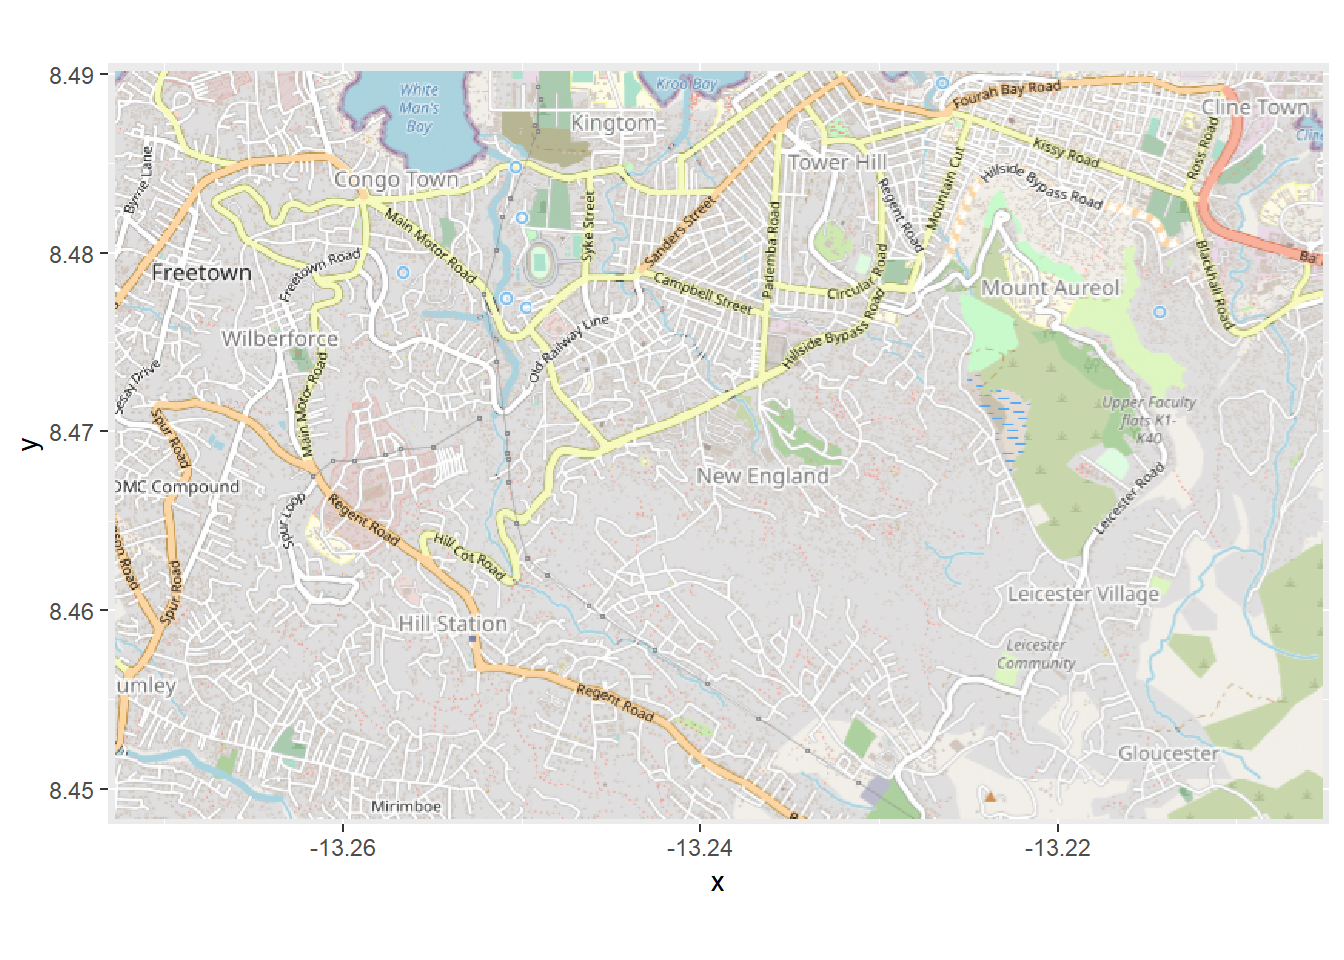 8.49
8.48
8.47
8.46
8.45
y
White
Man's
Bay
Kroo Bay
Kingtom
Fourah Bay Road
Cline Town
Byrne Lane
Congo Town
Tower Hill
Kissy Road
Ross Road
Hillside Bypass Road
Mountain Cut
Regent Road
Main Motor Road
Syke Street
Sanders Street
Pademba Road
Freetown
Freetown Road
Campbell Street
Circular Road
Mount Aureol
Blackhall Road
Wilberforce
Old Railway Line
Hillside Bypass Road
Main Motor Road
Spur Road
Upper Faculty
flats K1-
K40
New England
Leicester Road
Spur Loop
Regent Road
Hill Cot Road
Spur Road
Leicester Village
Hill Station
Leicester
Community
Regent Road
Gloucester
Mirimboe
-13.26
-13.24
-13.22
x